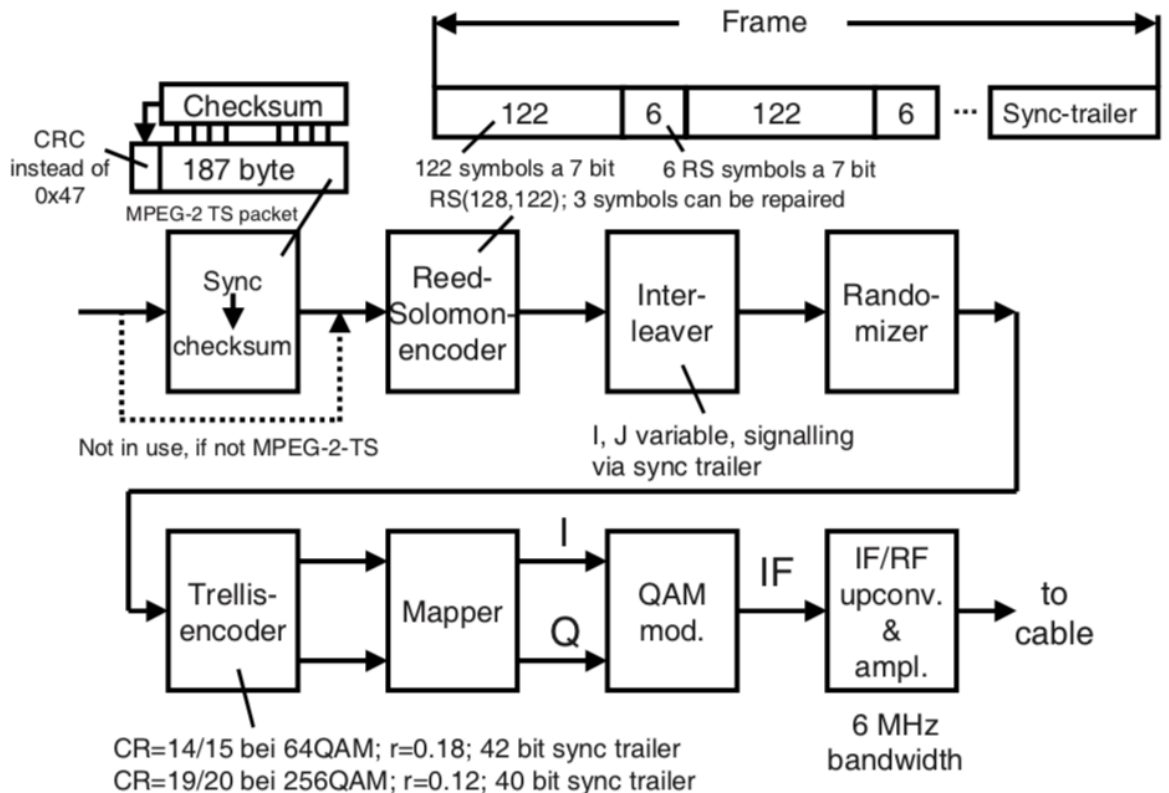 Frame
Checksum
122
6
122
6
...
Sync-trailer
CRC
instead of
0x47
187 byte
122 symbols a 7 bit
6 RS symbols a 7 bit
MPEG-2 TS packet
RS(128,122); 3 symbols can be repaired
Sync
checksum
Reed-
Solomon-
encoder
Inter-
leaver
Rando-
mizer
Not in use, if not MPEG-2-TS
I, J variable, signalling
via sync trailer
Trellis-
encoder
Mapper
I
Q
QAM
mod.
IF
IF/RF
upconv.
&
ampl.
to
cable
6 MHz
bandwidth
CR=14/15 bei 64QAM; r=0.18; 42 bit sync trailer
CR=19/20 bei 256QAM; r=0.12; 40 bit sync trailer